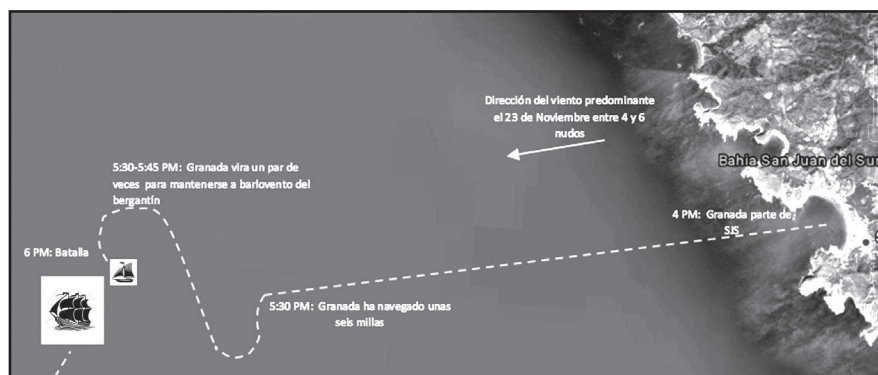 Dirección del viento predominante
el 23 de Noviembre entre 4 y 6
nudos
Bahia San Juan del Sur
5:30-5:45 PM: Granada vira un par de
veces para mantenerse a barlovento del
bergantín
4 PM: Granada parte de
SJS
6 PM: Batalla
5:30 PM: Granada ha navegado unas
seis millas